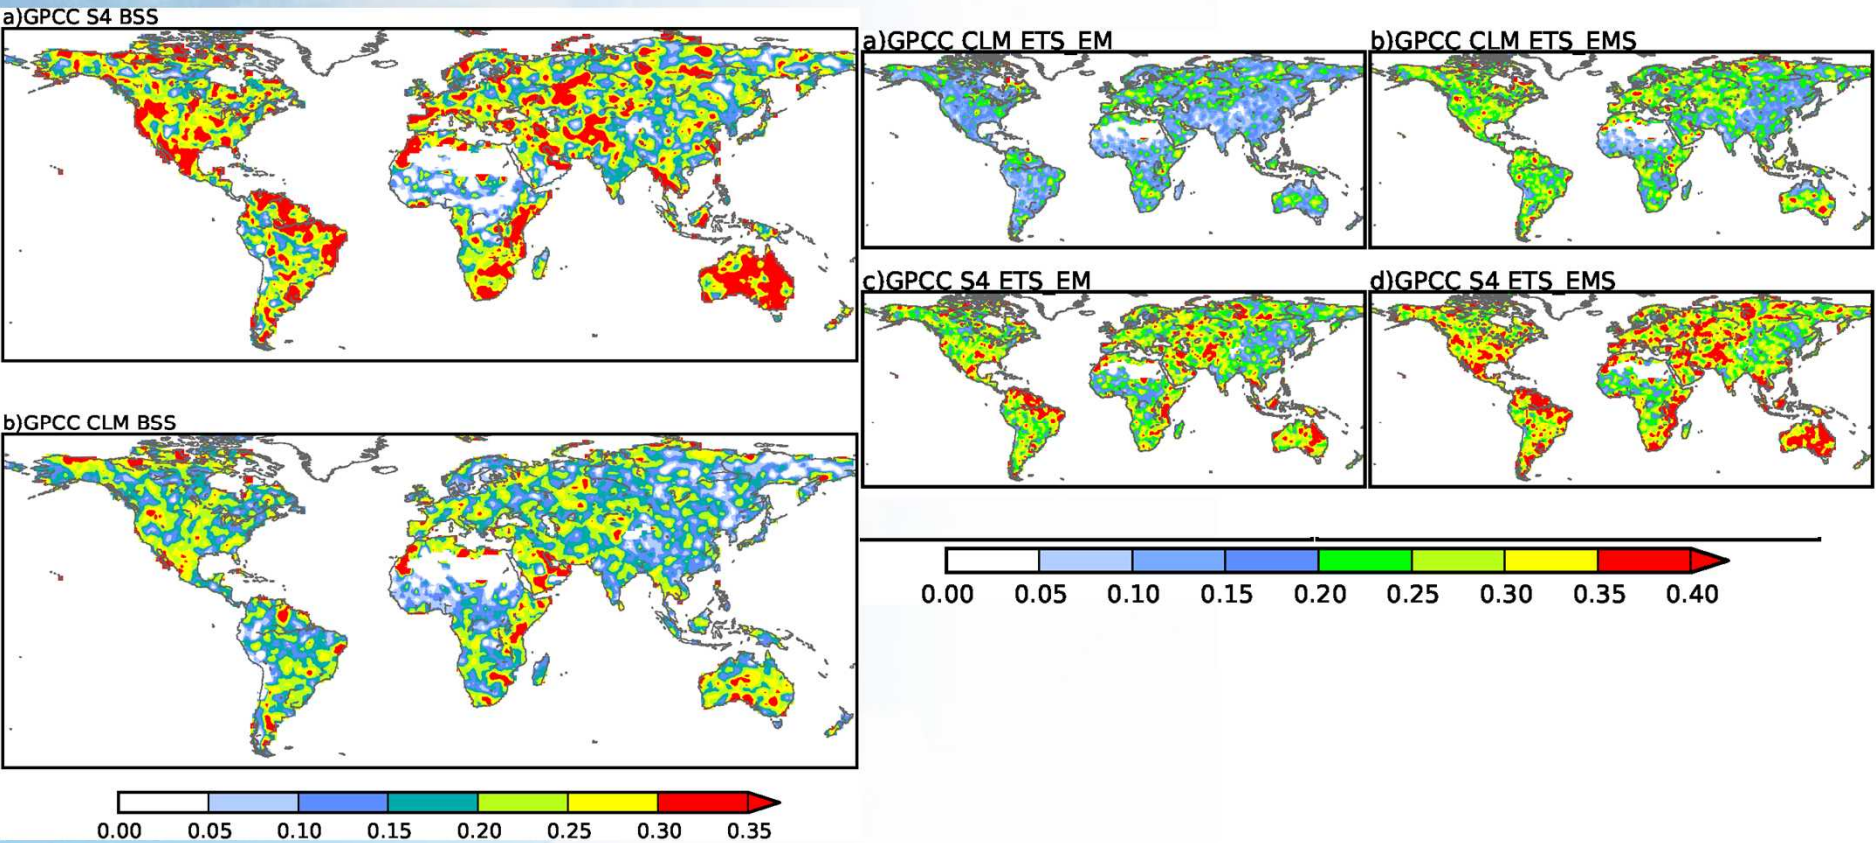 a)GPCC S4 BSS
b)GPCC CLM BSS
0.00 0.05 0.10 0.15 0.20 0.25 0.30 0.35
a)GPCC CLM ETS_EM
b)GPCC CLM ETS_EMS
c)GPCC S4 ETS_EM
d)GPCC S4 ETS_EMS
0.00 0.05 0.10 0.15 0.20 0.25 0.30 0.35 0.40